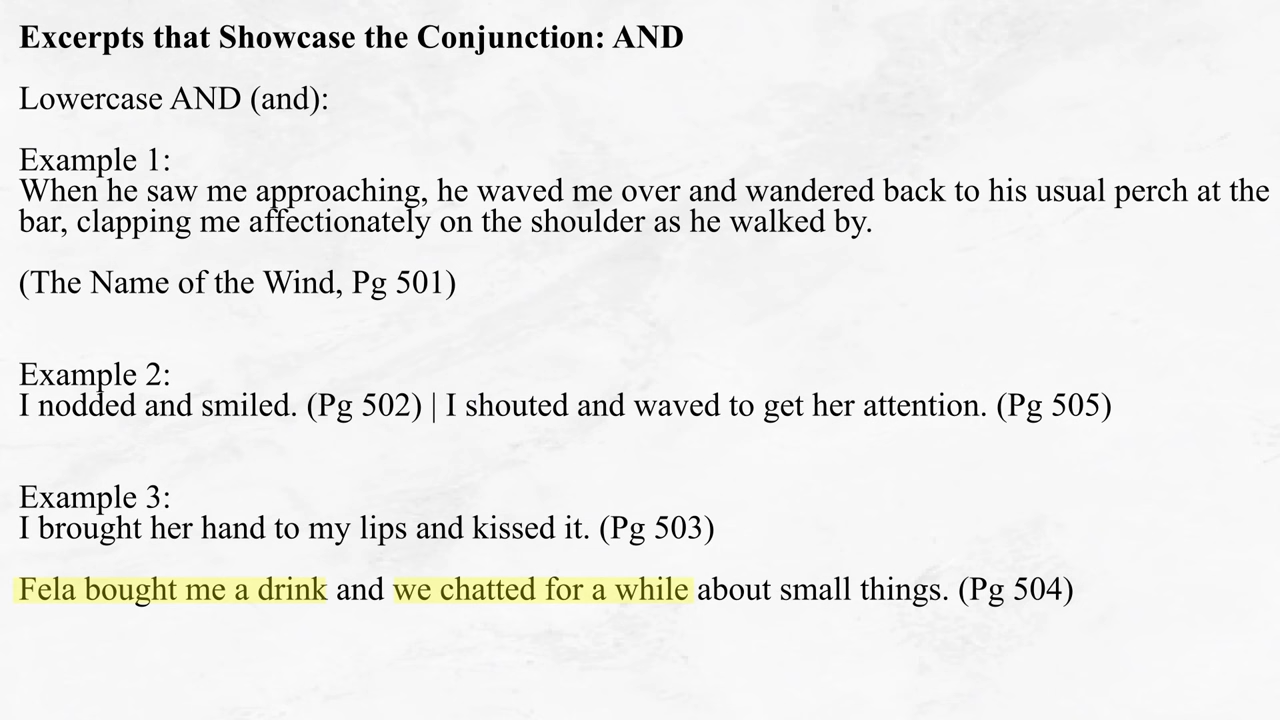 Excerpts that Showcase the Conjunction: AND
Lowercase AND (and):
Example 1:
When he saw me approaching, he waved me over and wandered back to his usual perch at the
bar, clapping me affectionately on the shoulder as he walked by.
(The Name of the Wind, Pg 501)
Example 2:
I nodded and smiled. (Pg 502) | I shouted and waved to get her attention. (Pg 505)
Example 3:
I brought her hand to my lips and kissed it. (Pg 503)
Fela bought me a drink and we chatted for a while about small things. (Pg 504)